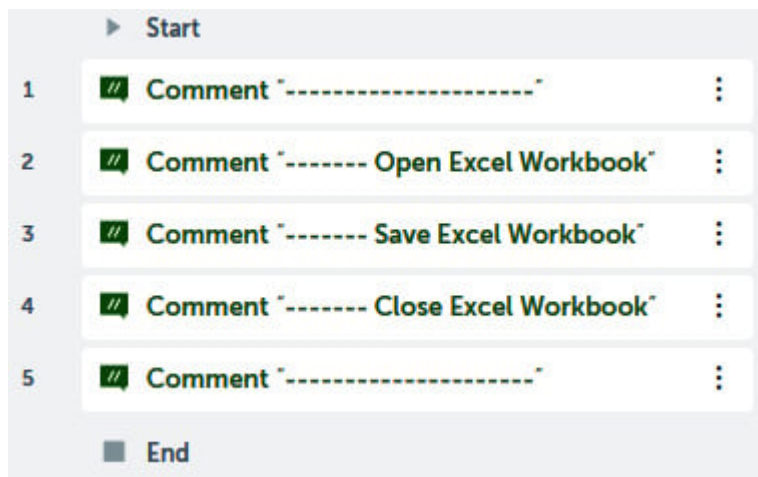 Start
1 Comment "---------------------"
2 Comment "------- Open Excel Workbook"
3 Comment "------- Save Excel Workbook"
4 Comment "------- Close Excel Workbook"
5 Comment "---------------------"
End